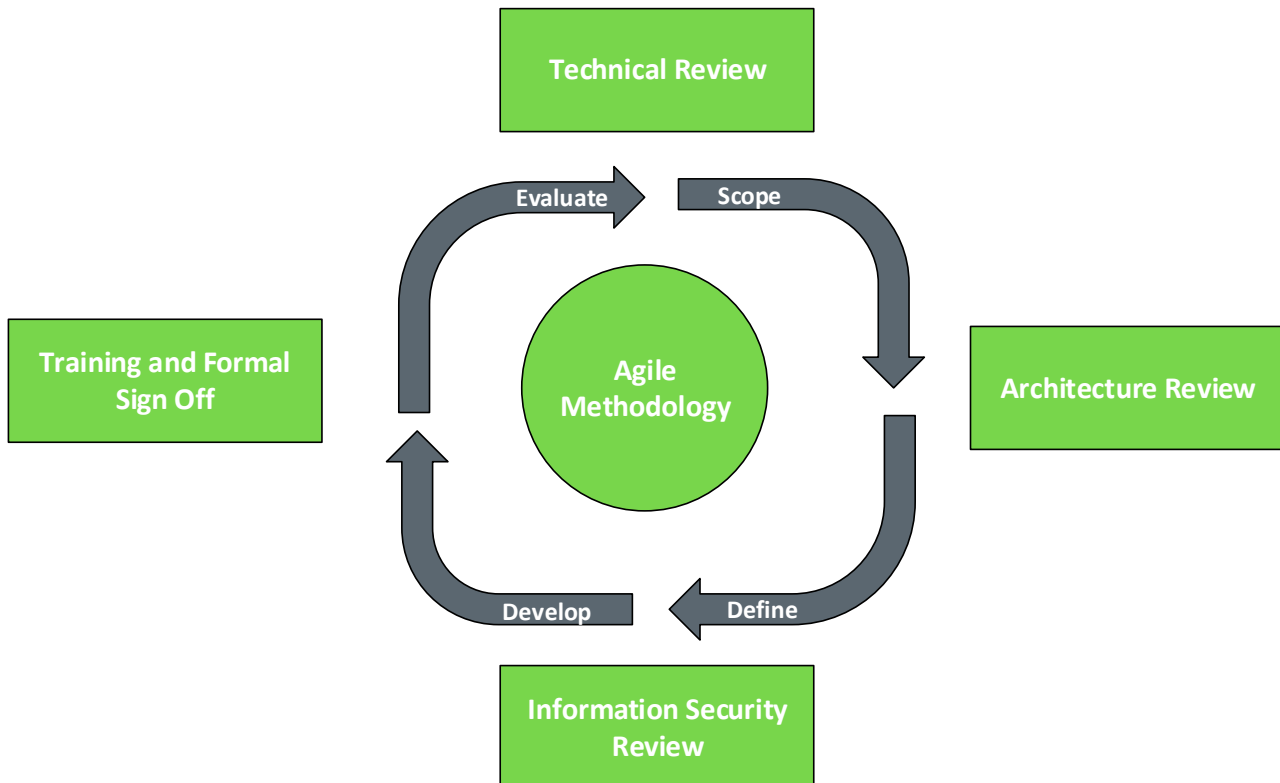 Technical Review
Evaluate
Scope
Training and Formal
Sign Off
Agile
Methodology
Architecture Review
Develop
Define
Information Security
Review